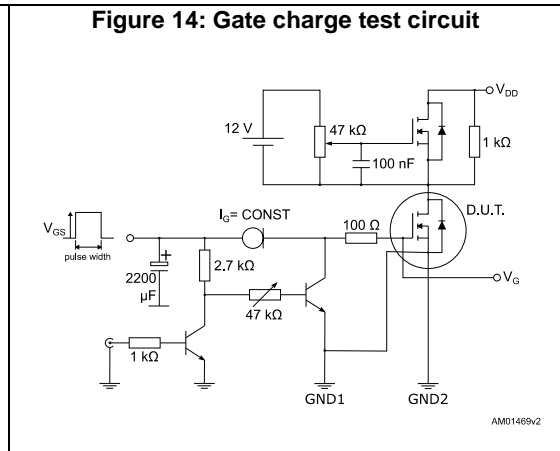 Figure 14: Gate charge test circuit
V_DD
12 V
47 kΩ
1 kΩ
100 nF
D.U.T.
I_G= CONST
V_GS
pulse width
100 Ω
2.7 kΩ
2200
µF
V_G
47 kΩ
1 kΩ
GND1
GND2
AM01469v2